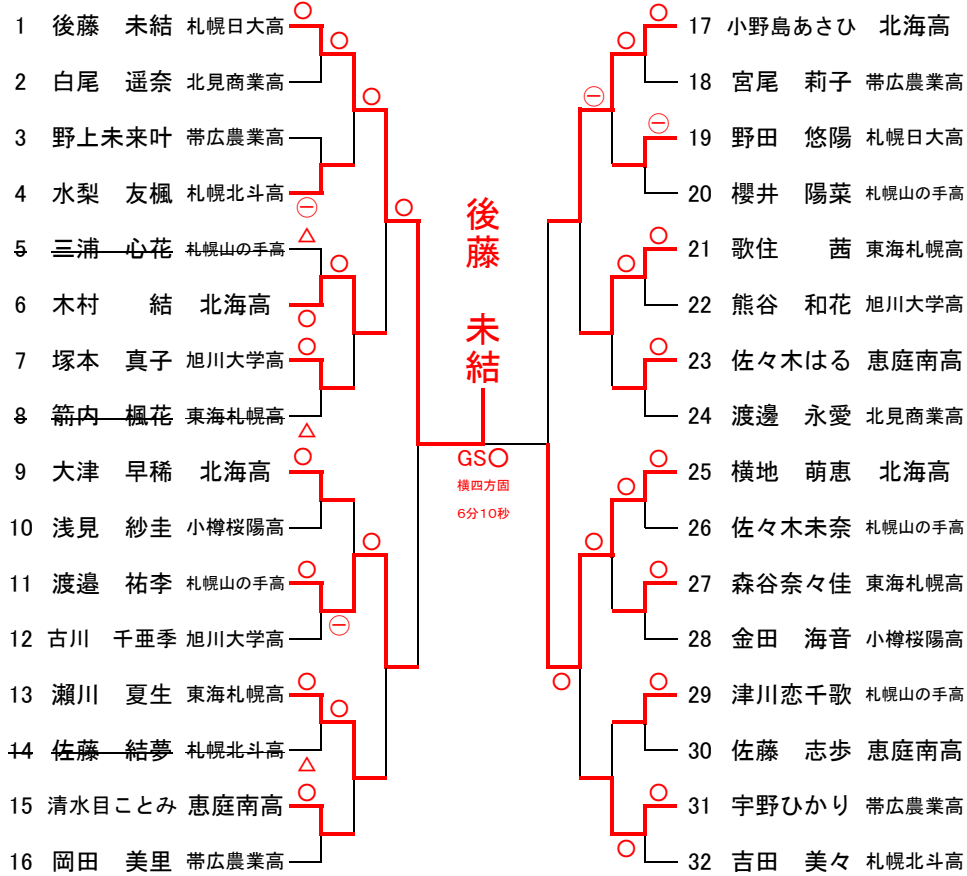 1 後藤 未結 札幌日大高
2 白尾 遥奈 北見商業高
3 野上未来叶 帯広農業高
4 水梨 友楓 札幌北斗高
5 三浦 心花 札幌山の手高
6 木村 結 北海高
7 塚本 真子 旭川大学高
8 箭内 楓花 東海札幌高
9 大津 早稀 北海高
10 浅見 紗圭 小樽桜陽高
11 渡邉 祐李 札幌山の手高
12 古川 千亜季 旭川大学高
13 瀬川 夏生 東海札幌高
14 佐藤 結夢 札幌北斗高
15 清水目ことみ 恵庭南高
16 岡田 美里 帯広農業高
後藤 未結
GS〇
横四方固
6分10秒
17 小野島あさひ 北海高
18 宮尾 莉子 帯広農業高
19 野田 悠陽 札幌日大高
20 櫻井 陽菜 札幌山の手高
21 歌住 茜 東海札幌高
22 熊谷 和花 旭川大学高
23 佐々木はる 恵庭南高
24 渡邊 永愛 北見商業高
25 横地 萌恵 北海高
26 佐々木未奈 札幌山の手高
27 森谷奈々佳 東海札幌高
28 金田 海音 小樽桜陽高
29 津川恋千歌 札幌山の手高
30 佐藤 志歩 恵庭南高
31 宇野ひかり 帯広農業高
32 吉田 美々 札幌北斗高